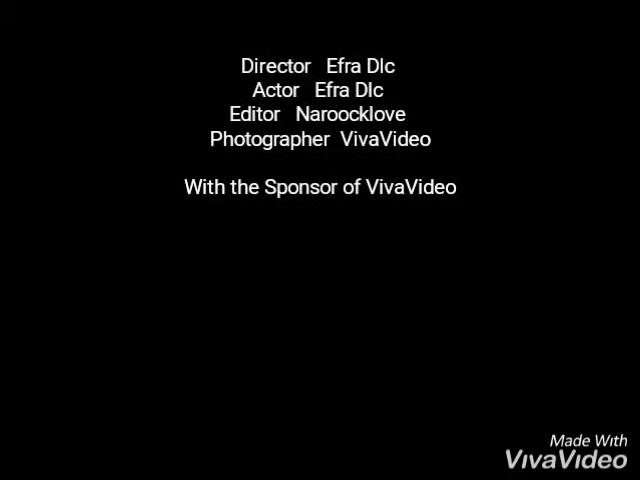 Director Efra Dlc
Actor Efra Dlc
Editor Naroocklove
Photographer VivaVideo
With the Sponsor of VivaVideo
Made With
VivaVideo